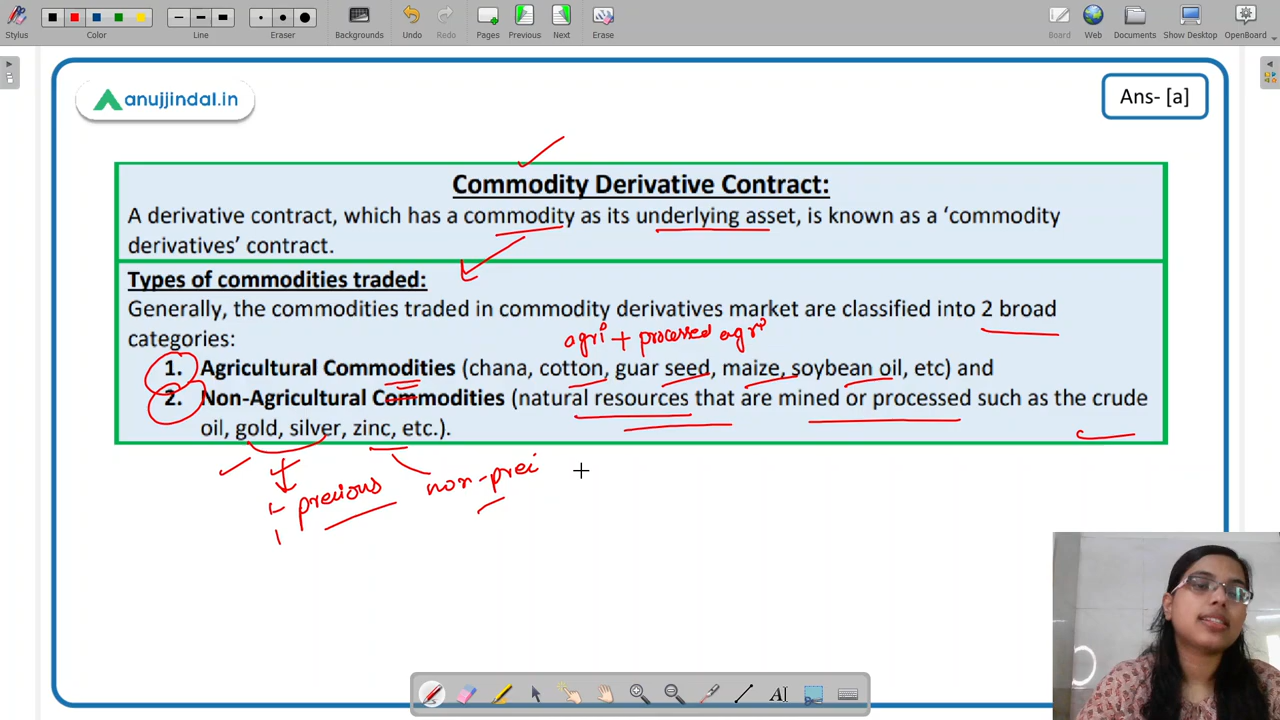 Stylus Color Line Eraser Backgrounds Undo Redo Pages Previous Next Erase Board Web Documents Show Desktop OpenBoard
anujjindal.in
Ans- [a]
Commodity Derivative Contract:
A derivative contract, which has a commodity as its underlying asset, is known as a ‘commodity
derivatives’ contract.
Types of commodities traded:
Generally, the commodities traded in commodity derivatives market are classified into 2 broad
categories:
agri + processed agri
1. Agricultural Commodities (chana, cotton, guar seed, maize, soybean oil, etc) and
2. Non-Agricultural Commodities (natural resources that are mined or processed such as the crude
oil, gold, silver, zinc, etc.).
precious non-preci